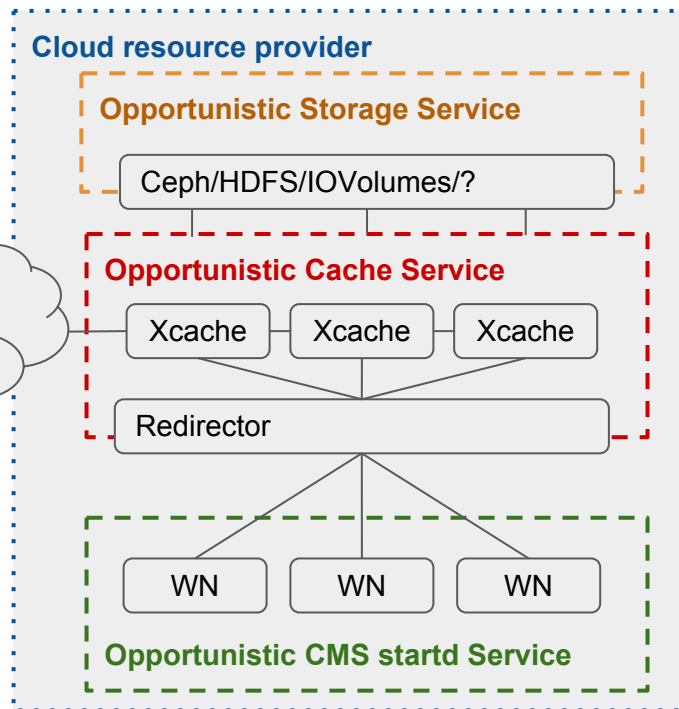 Cloud resource provider
Opportunistic Storage Service
Ceph/HDFS/IOVolumes/?
Opportunistic Cache Service
Xcache Xcache Xcache
Redirector
WN WN WN
Opportunistic CMS startd Service